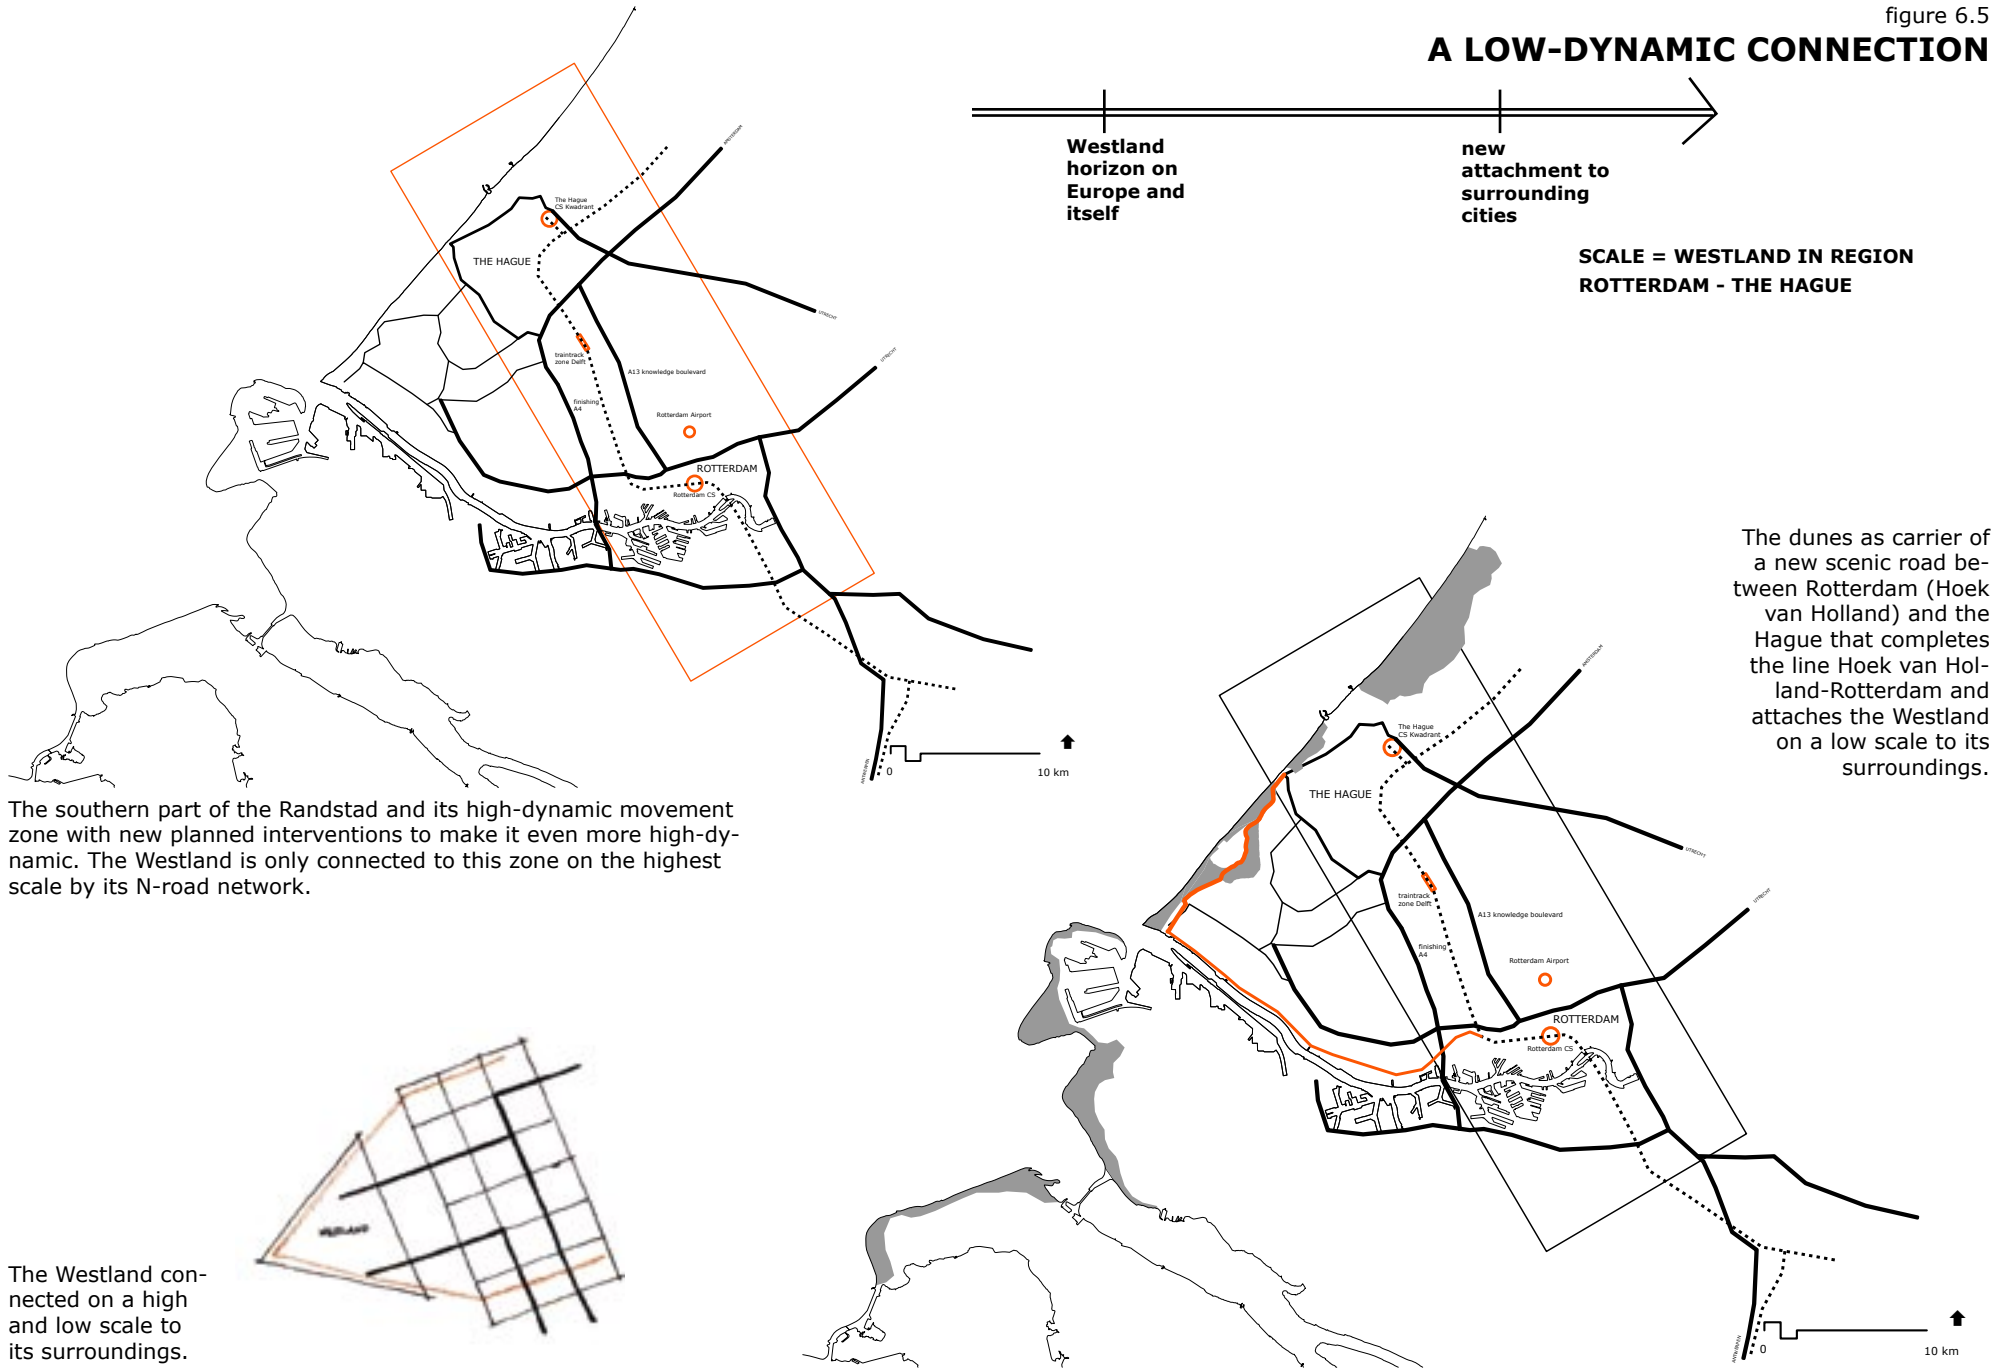 figure 6.5
A LOW-DYNAMIC CONNECTION
Westland
horizon on
Europe and
itself
new
attachment to
surrounding
cities
SCALE = WESTLAND IN REGION
ROTTERDAM - THE HAGUE
AMSTERDAM
The Hague
CS Kwadrant
THE HAGUE
UTRECHT
UTRECHT
traintrack
zone Delft
A13 knowledge boulevard
finishing
A4
Rotterdam Airport
ROTTERDAM
Rotterdam CS
0
10 km
The southern part of the Randstad and its high-dynamic movement
zone with new planned interventions to make it even more high-dy-
namic. The Westland is only connected to this zone on the highest
scale by its N-road network.
The dunes as carrier of
a new scenic road be-
tween Rotterdam (Hoek
van Holland) and the
Hague that completes
the line Hoek van Hol-
land-Rotterdam and
attaches the Westland
on a low scale to its
surroundings.
AMSTERDAM
The Hague
CS Kwadrant
THE HAGUE
UTRECHT
UTRECHT
traintrack
zone Delft
A13 knowledge boulevard
finishing
A4
Rotterdam Airport
ROTTERDAM
Rotterdam CS
ANTWERPEN
0
10 km
WESTLAND
The Westland con-
nected on a high
and low scale to
its surroundings.